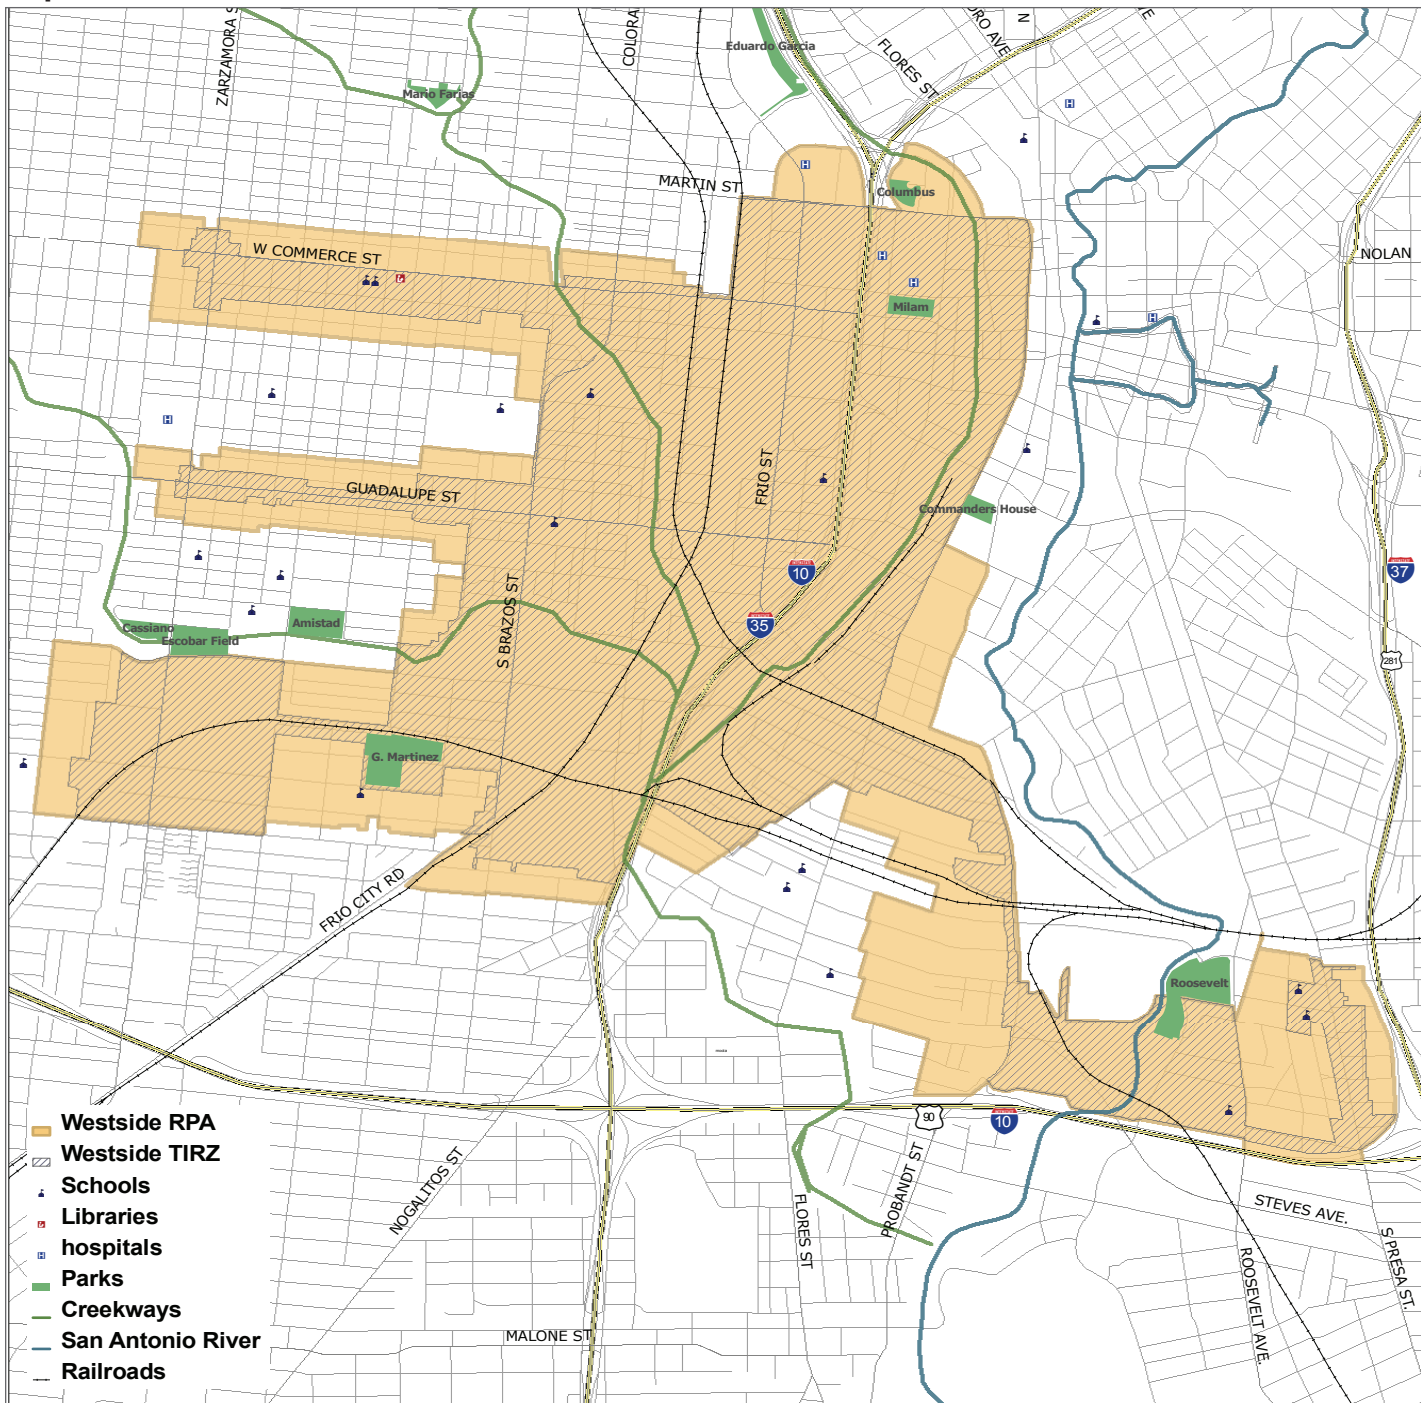 ZARZAMORA S
COLORA
Eduardo Garcia
FLORES ST
ORO AVE
N
VE
Mario Farias
MARTIN ST
Columbus
W COMMERCE ST
NOLAN
Milam
FRIO ST
GUADALUPE ST
Commanders House
10
37
S BRAZOS ST
35
Cassiano
Escobar Field
Amistad
281
G. Martinez
FRIO CITY RD
Roosevelt
90
10
Westside RPA
Westside TIRZ
Schools
Libraries
hospitals
Parks
Creekways
San Antonio River
Railroads
NOGALITOS ST
FLORES ST
PROBANDT ST
STEVES AVE.
S PRESA ST.
ROOSEVELT AVE.
MALONE ST
H
H
H
H
H
H